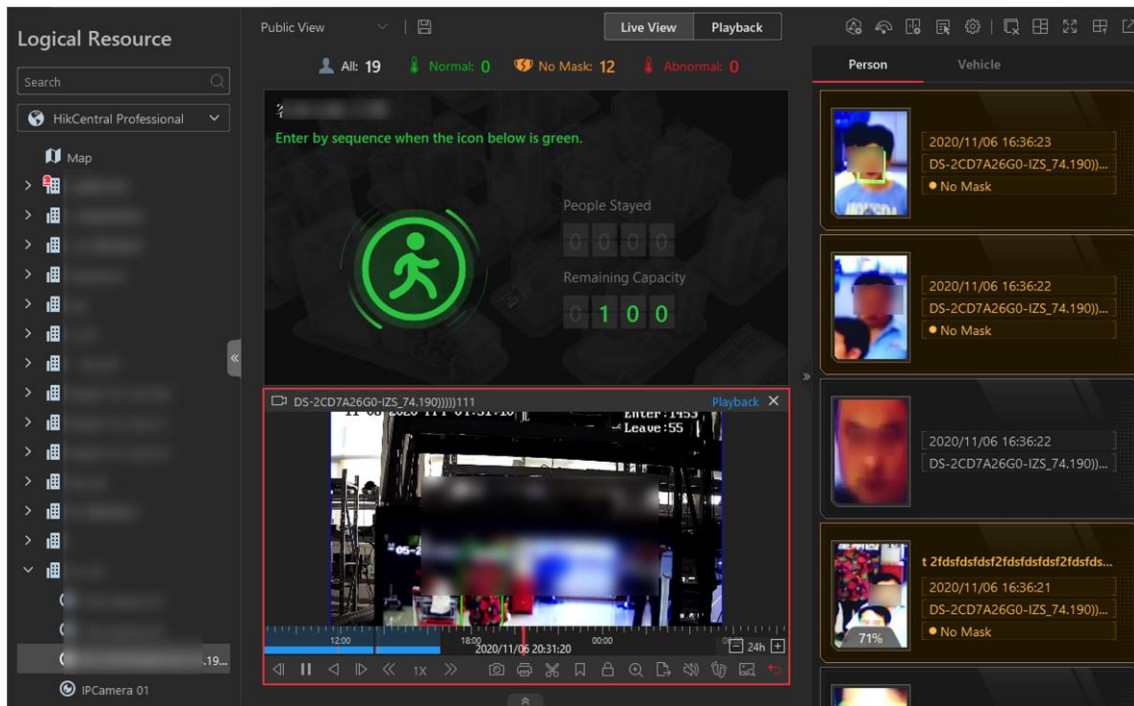 Logical Resource
Search
HikCentral Professional
Map
.19...
IPCamera 01
Public View
Live View
Playback
All: 19
Normal: 0
No Mask: 12
Abnormal: 0
Enter by sequence when the icon below is green.
People Stayed
0 0 0 0
Remaining Capacity
0 1 0 0
DS-2CD7A26G0-IZS_74.190)))))111
Playback
Enter:1453
Leave:55
12:00
18:00
00:00
2020/11/06 20:31:20
24h
1X
Person
Vehicle
2020/11/06 16:36:23
DS-2CD7A26G0-IZS_74.190))...
No Mask
2020/11/06 16:36:22
DS-2CD7A26G0-IZS_74.190))...
No Mask
2020/11/06 16:36:22
DS-2CD7A26G0-IZS_74.190))...
71%
t 2fdsfdsfdsf2fdsfdsfdsf2fdsfds...
2020/11/06 16:36:21
DS-2CD7A26G0-IZS_74.190))...
No Mask